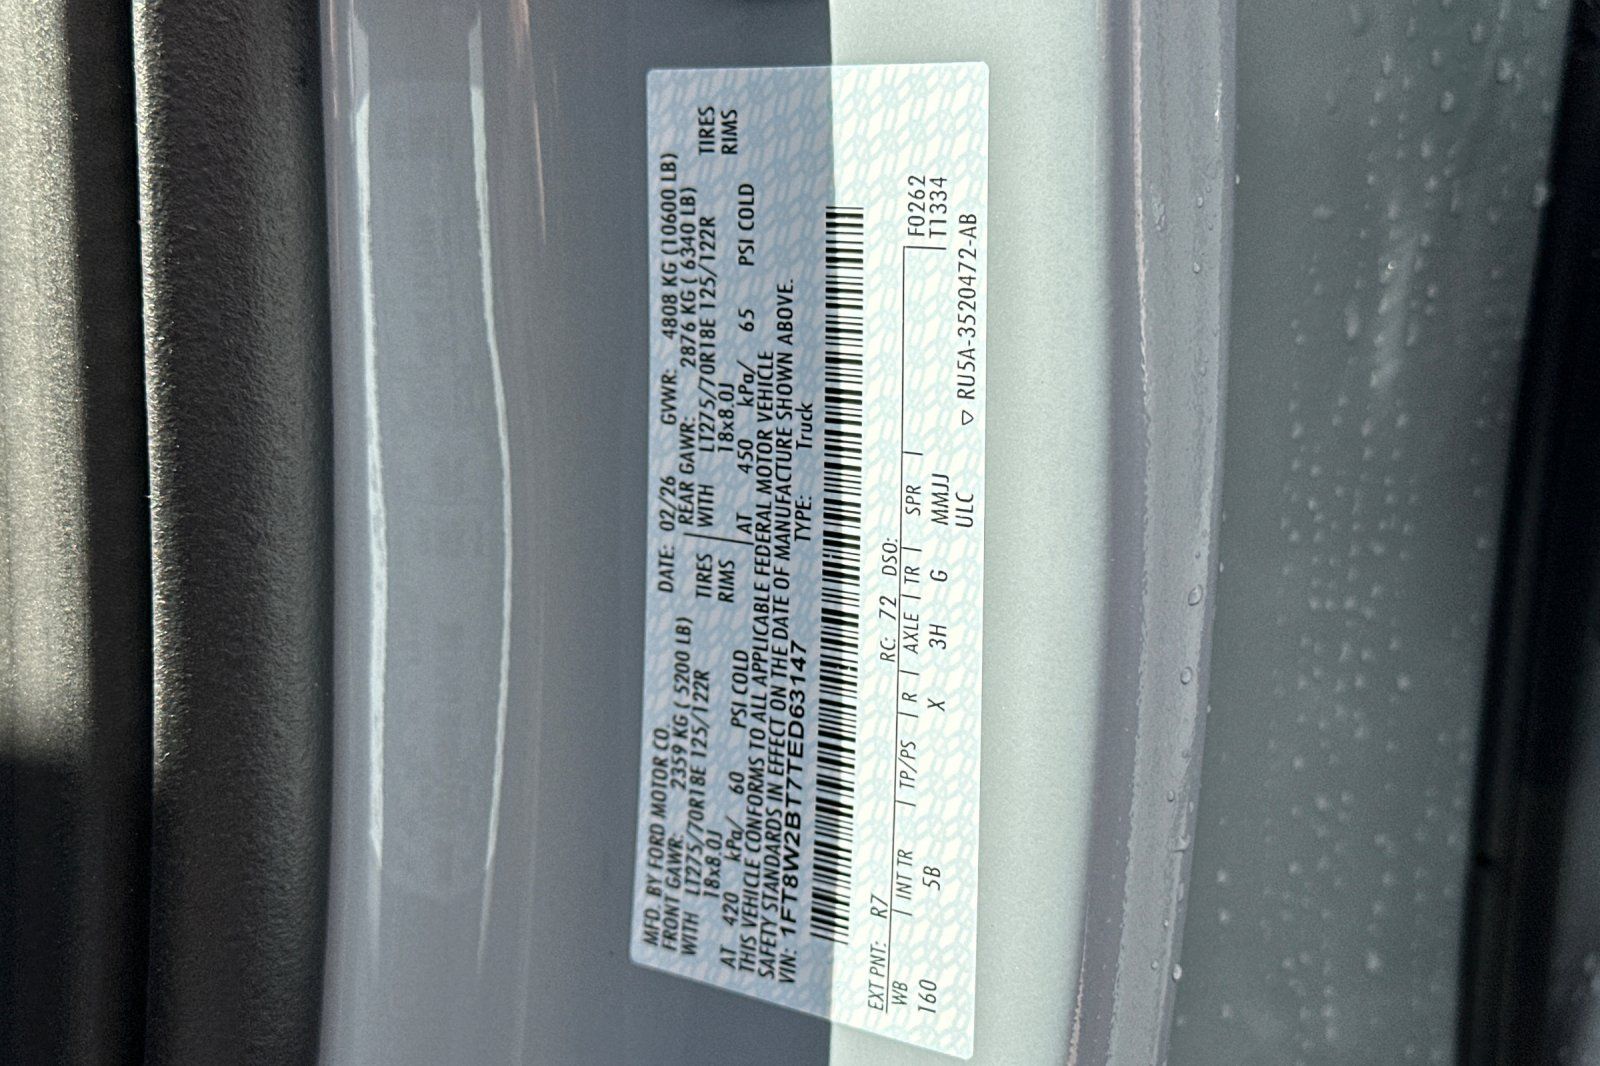 MFD. BY FORD MOTOR CO. DATE: 02/26 GVWR: 4808 KG (10600 LB)
FRONT GAWR: 2359 KG ( 5200 LB) REAR GAWR: 2876 KG ( 6340 LB)
WITH LT275/70R18E 125/122R TIRES WITH LT275/70R18E 125/122R TIRES
18x8.0J RIMS 18x8.0J RIMS
AT 420 kPa/ 60 PSI COLD AT 450 kPa/ 65 PSI COLD
THIS VEHICLE CONFORMS TO ALL APPLICABLE FEDERAL MOTOR VEHICLE
SAFETY STANDARDS IN EFFECT ON THE DATE OF MANUFACTURE SHOWN ABOVE.
VIN: 1FT8W2BT7TED63147 TYPE: Truck
EXT PNT: R7 RC: 72 DSO:
WB INT TR TP/PS R AXLE TR SPR F0262
160 5B X 3H G MMJJ T1334
ULC ▽ RU5A-3520472-AB